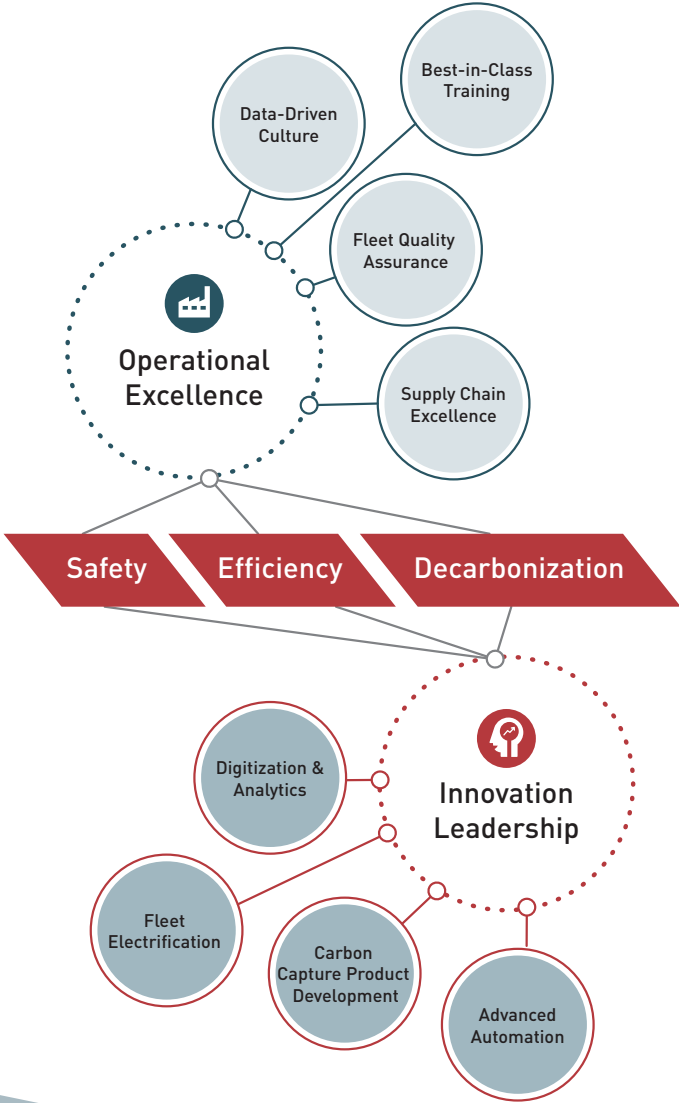 Best-in-Class
Training
Data-Driven
Culture
Fleet Quality
Assurance
Operational
Excellence
Supply Chain
Excellence
Safety
Efficiency
Decarbonization
Digitization &
Analytics
Innovation
Leadership
Fleet
Electrification
Carbon
Capture Product
Development
Advanced
Automation